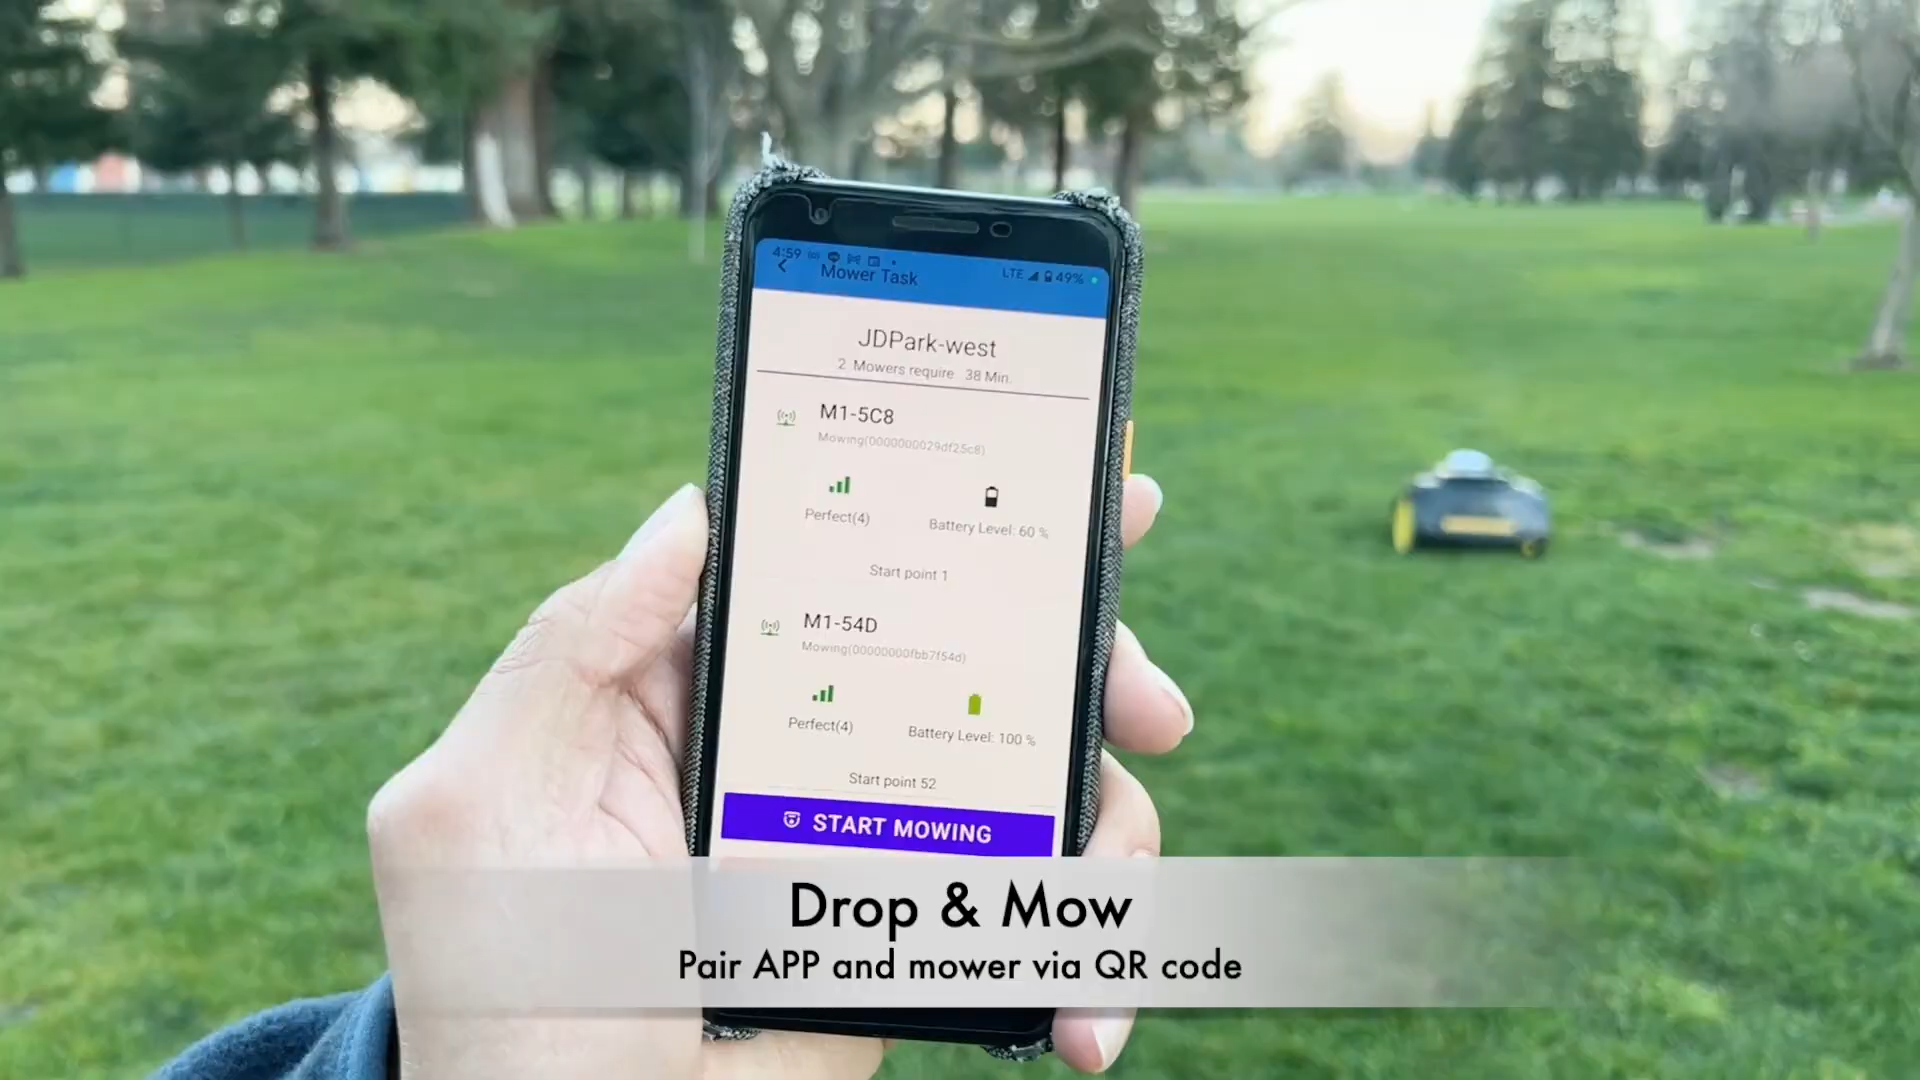 4:59
LTE 49%
Mower Task
JDPark-west
2 Mowers require 38 Min.
M1-5C8
Mowing(0000000029df25c8)
Perfect(4)
Battery Level: 60 %
Start point 1
M1-54D
Mowing(00000000fbb7f54d)
Perfect(4)
Battery Level: 100 %
Start point 52
START MOWING
Drop & Mow
Pair APP and mower via QR code